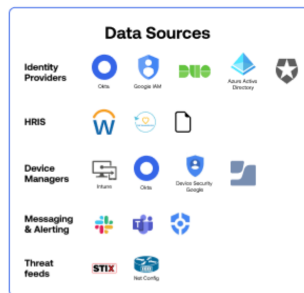 Data Sources
Identity
Providers
Okta
Google IAM
DUO
Azure Active
Directory
HRIS
Device
Managers
Intune
Okta
Device Security
Google
Messaging
& Alerting
Threat
feeds
STIX
Net Config